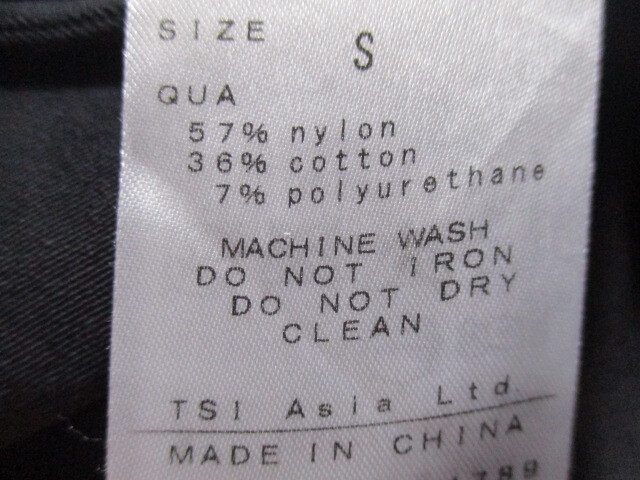 SIZE S
QUA
57% nylon
36% cotton
7% polyurethane
MACHINE WASH
DO NOT IRON
DO NOT DRY
CLEAN
TSI Asia Ltd.
MADE IN CHINA